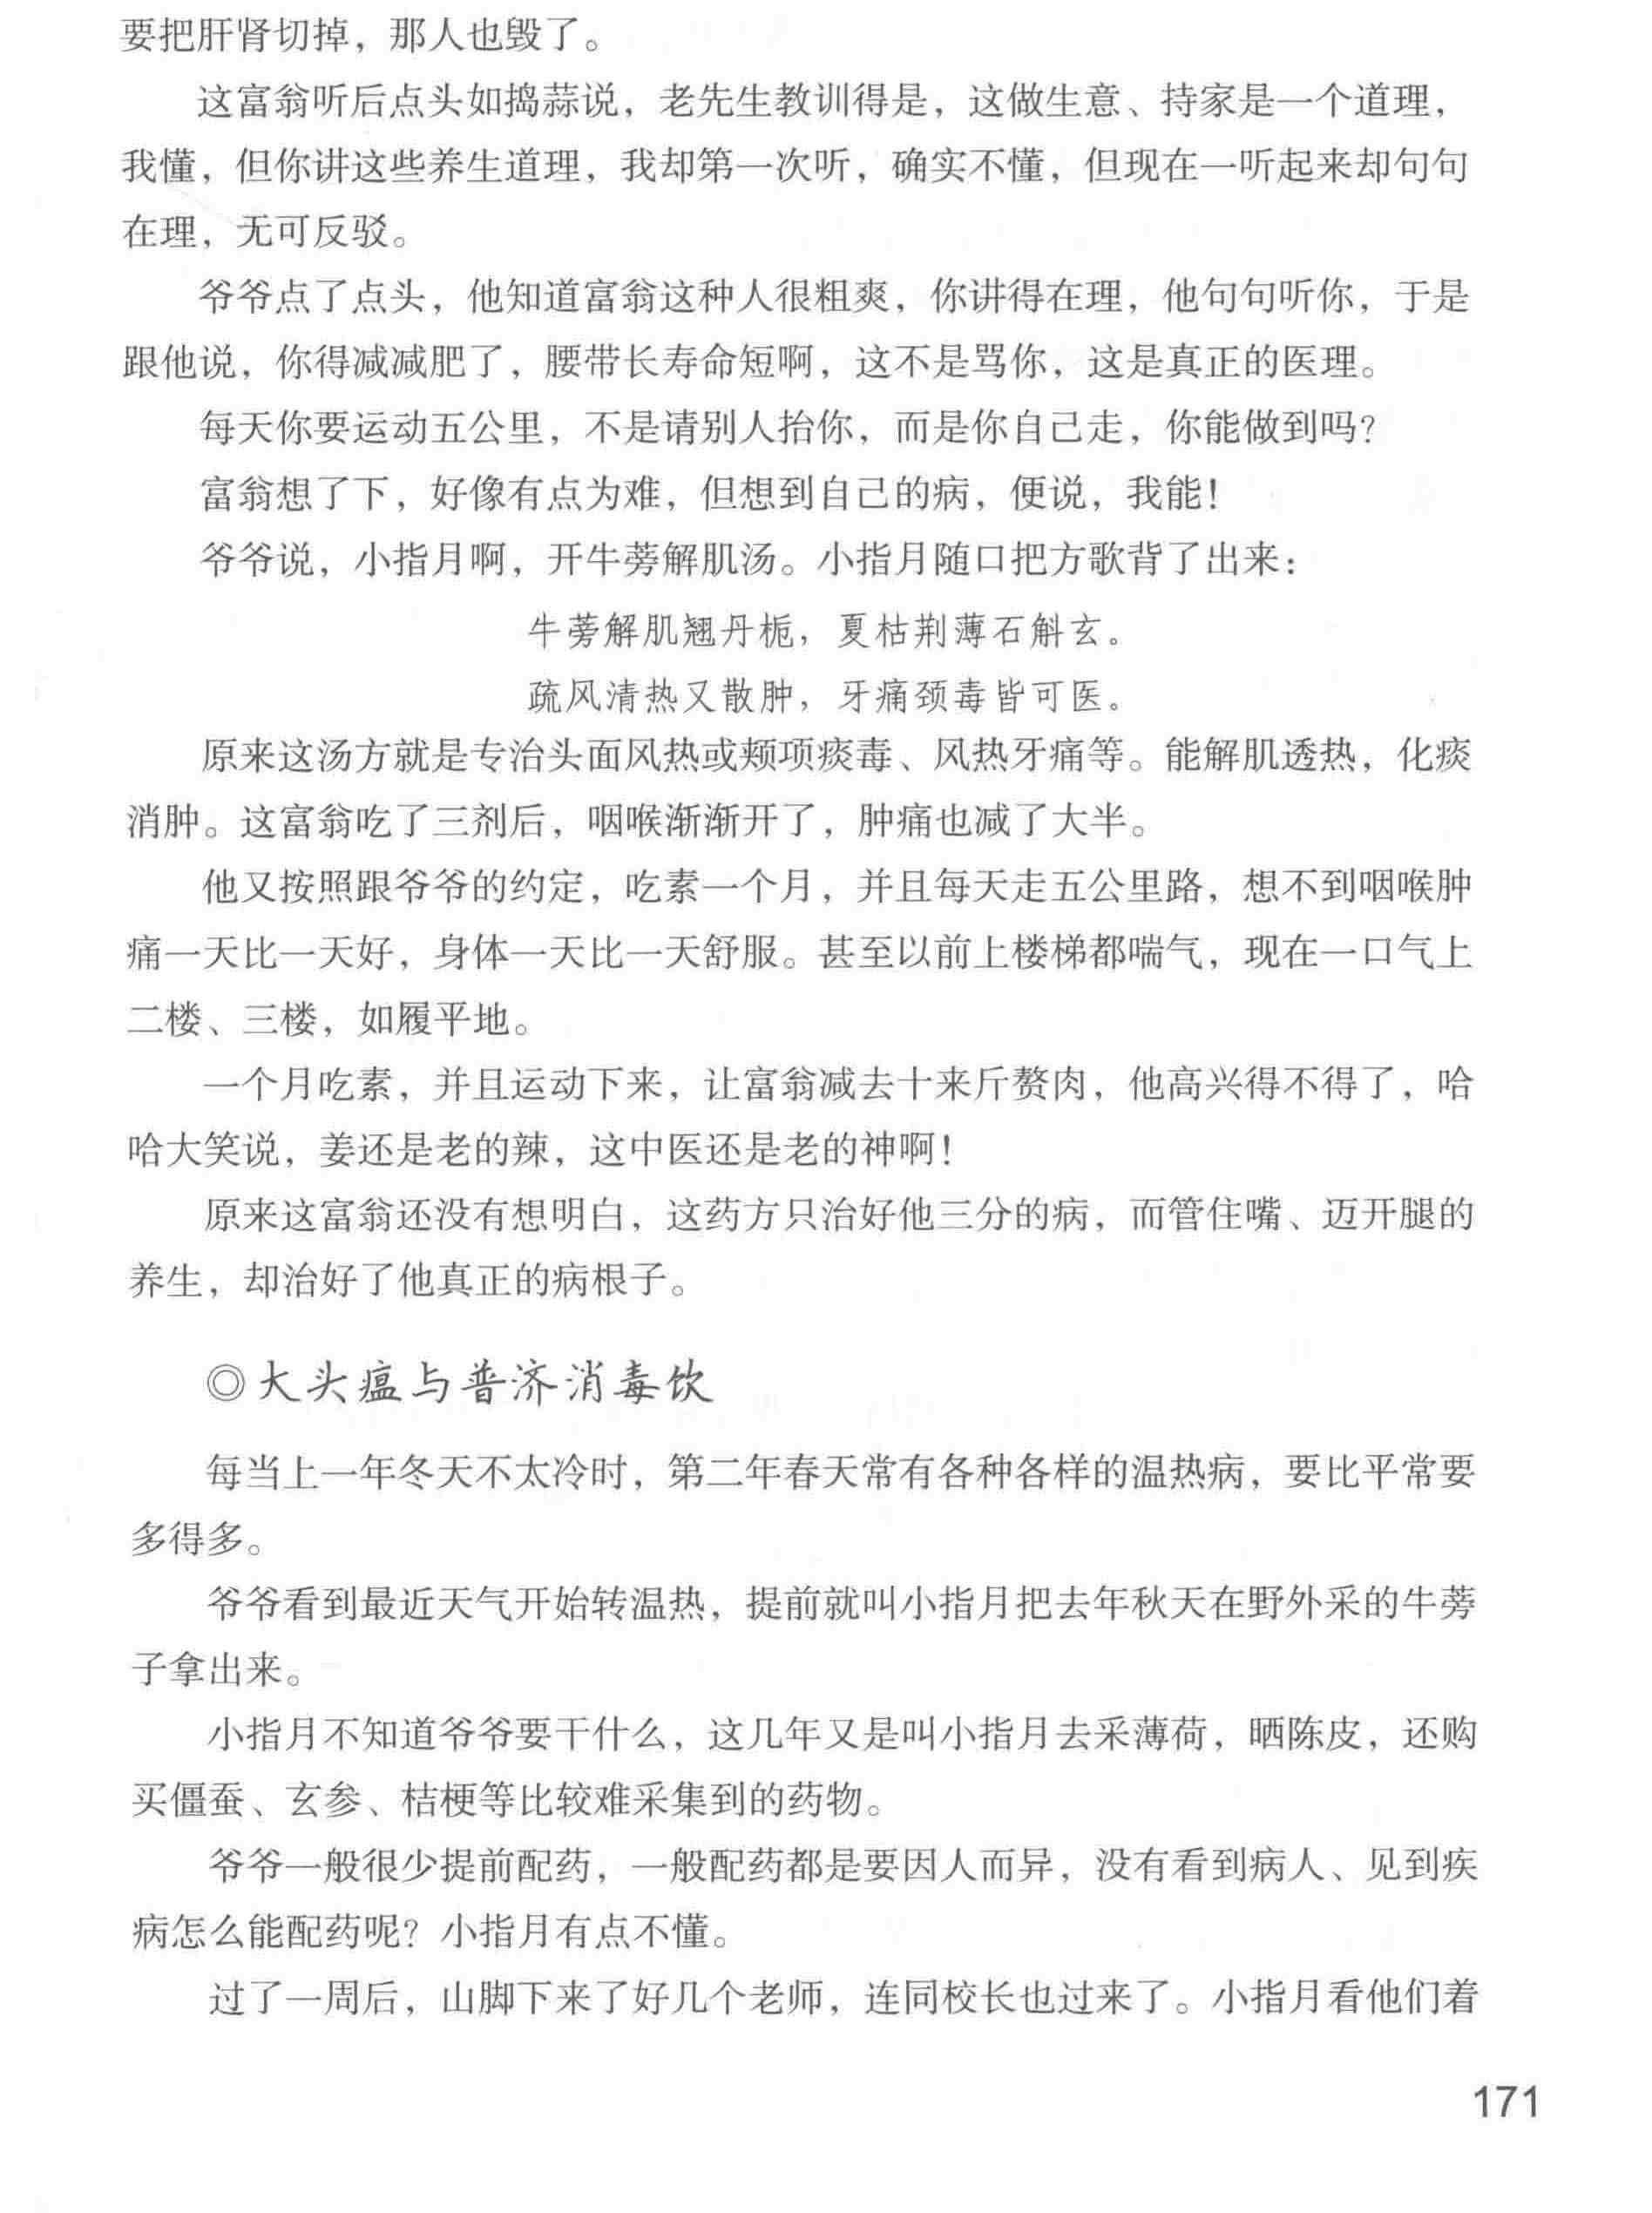 要把肝肾切掉，那人也毁了。
这富翁听后点头如捣蒜说，老先生教训得是，这做生意、持家是一个道理，
我懂，但你讲这些养生道理，我却第一次听，确实不懂，但现在一听起来却句句
在理，无可反驳。
爷爷点了点头，他知道富翁这种人很粗爽，你讲得在理，他句句听你，于是
跟他说，你得减减肥了，腰带长寿命短啊，这不是骂你，这是真正的医理。
每天你要运动五公里，不是请别人抬你，而是你自己走，你能做到吗？
富翁想了下，好像有点为难，但想到自己的病，便说，我能！
爷爷说，小指月啊，开牛蒡解肌汤。小指月随口把方歌背了出来：
牛蒡解肌翘丹栀，夏枯荆薄石斛玄。
疏风清热又散肿，牙痛颈毒皆可医。
原来这汤方就是专治头面风热或颊项痰毒、风热牙痛等。能解肌透热，化痰
消肿。这富翁吃了三剂后，咽喉渐渐开了，肿痛也减了大半。
他又按照跟爷爷的约定，吃素一个月，并且每天走五公里路，想不到咽喉肿
痛一天比一天好，身体一天比一天舒服。甚至以前上楼梯都喘气，现在一口气上
二楼、三楼，如履平地。
一个月吃素，并且运动下来，让富翁减去十来斤赘肉，他高兴得不得了，哈
哈大笑说，姜还是老的辣，这中医还是老的神啊！
原来这富翁还没有想明白，这药方只治好他三分的病，而管住嘴、迈开腿的
养生，却治好了他真正的病根子。
◎大头瘟与普济消毒饮
每当上一年冬天不太冷时，第二年春天常有各种各样的温热病，要比平常要
多得多。
爷爷看到最近天气开始转温热，提前就叫小指月把去年秋天在野外采的牛蒡
子拿出来。
小指月不知道爷爷要干什么，这几年又是叫小指月去采薄荷，晒陈皮，还购
买僵蚕、玄参、桔梗等比较难采集到的药物。
爷爷一般很少提前配药，一般配药都是要因人而异，没有看到病人、见到疾
病怎么能配药呢？小指月有点不懂。
过了一周后，山脚下来了好几个老师，连同校长也过来了。小指月看他们着
171